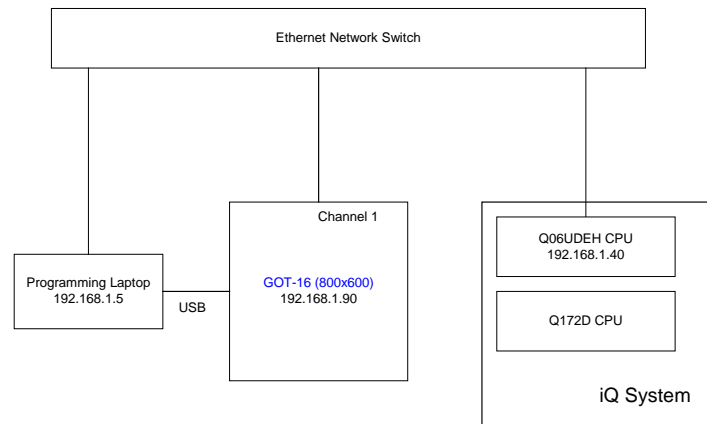 Ethernet Network Switch
Channel 1
Programming Laptop
192.168.1.5
USB
GOT-16 (800x600)
192.168.1.90
Q06UDEH CPU
192.168.1.40
Q172D CPU
iQ System